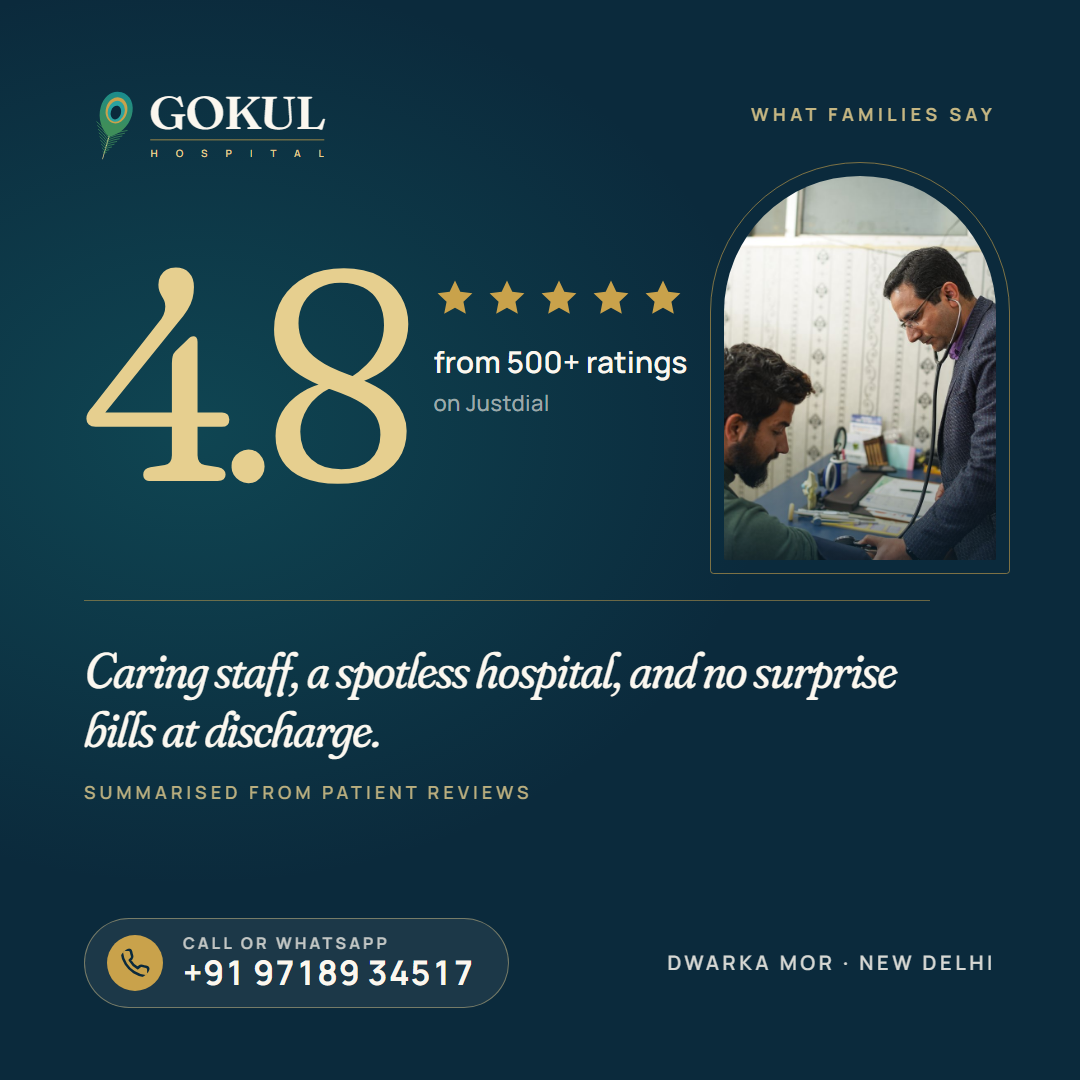 GOKUL
HOSPITAL
WHAT FAMILIES SAY
4.8
from 500+ ratings
on Justdial
Caring staff, a spotless hospital, and no surprise
bills at discharge.
SUMMARISED FROM PATIENT REVIEWS
CALL OR WHATSAPP
+91 97189 34517
DWARKA MOR · NEW DELHI